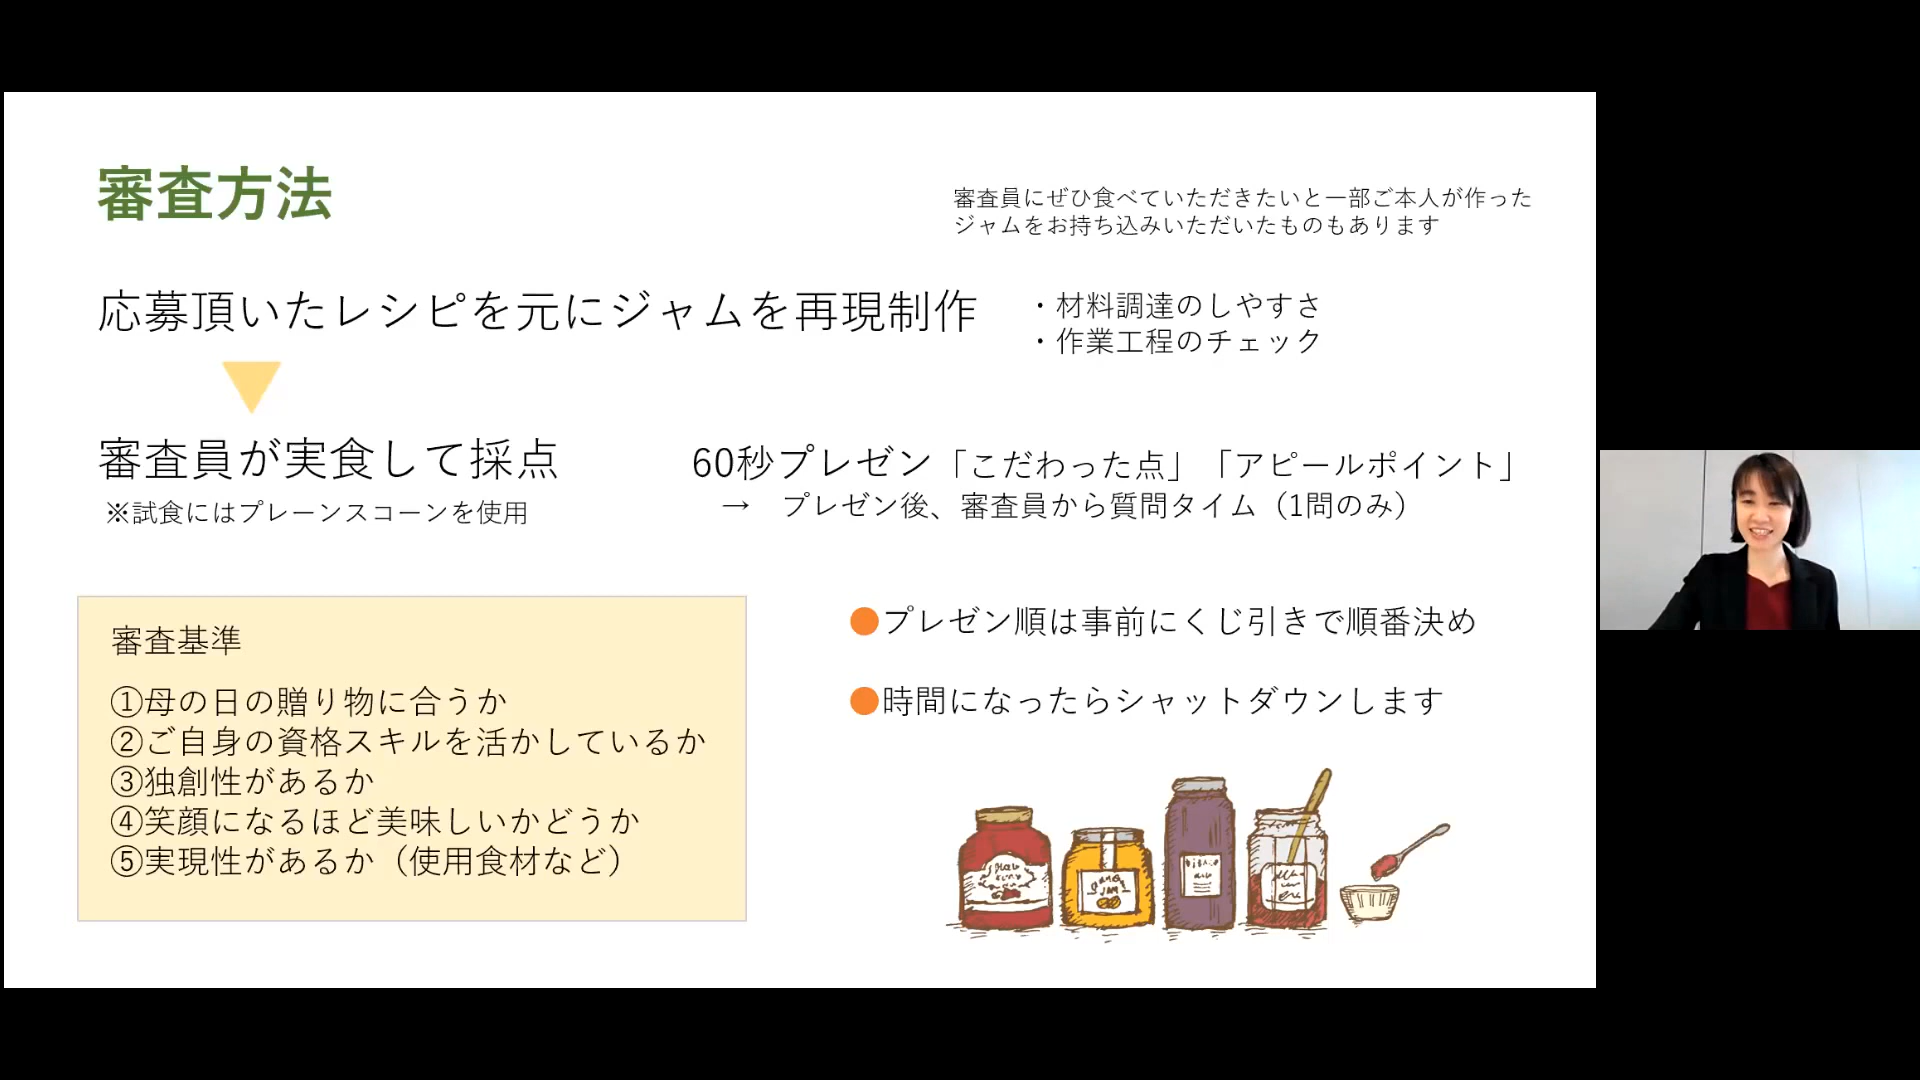 審査方法
審査員にぜひ食べていただきたいと一部ご本人が作った
ジャムをお持ち込みいただいたものもあります
応募頂いたレシピを元にジャムを再現制作
・材料調達のしやすさ
・作業工程のチェック
審査員が実食して採点
※試食にはプレーンスコーンを使用
60秒プレゼン「こだわった点」「アピールポイント」
→ プレゼン後、審査員から質問タイム（1問のみ）
審査基準
①母の日の贈り物に合うか
②ご自身の資格スキルを活かしているか
③独創性があるか
④笑顔になるほど美味しいかどうか
⑤実現性があるか（使用食材など）
●プレゼン順は事前にくじ引きで順番決め
●時間になったらシャットダウンします